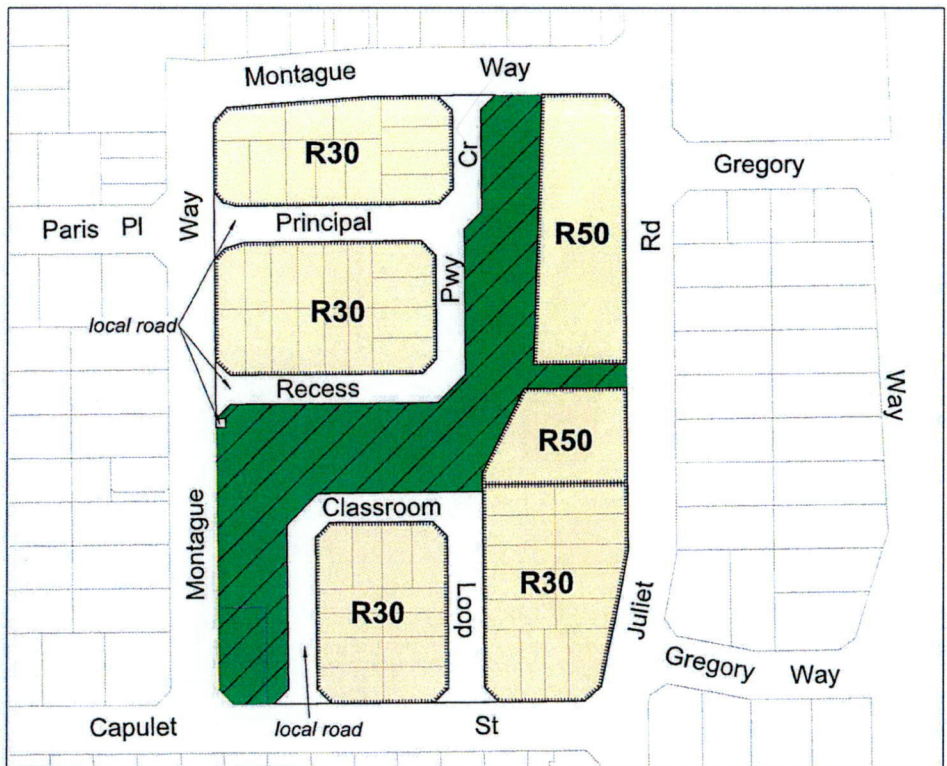 Montague Way
R30
Cr
Gregory
Paris Pl
Way
Principal
R50
Rd
R30
Pwy
local road
Recess
Way
R50
Classroom
Montague
R30
R30
Loop
Juliet
Gregory Way
Capulet
local road
St